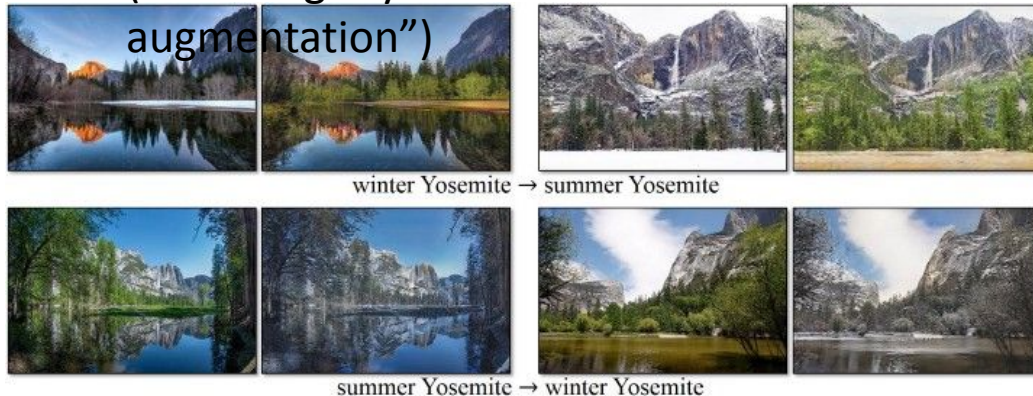 augmentation”)
winter Yosemite → summer Yosemite
summer Yosemite → winter Yosemite